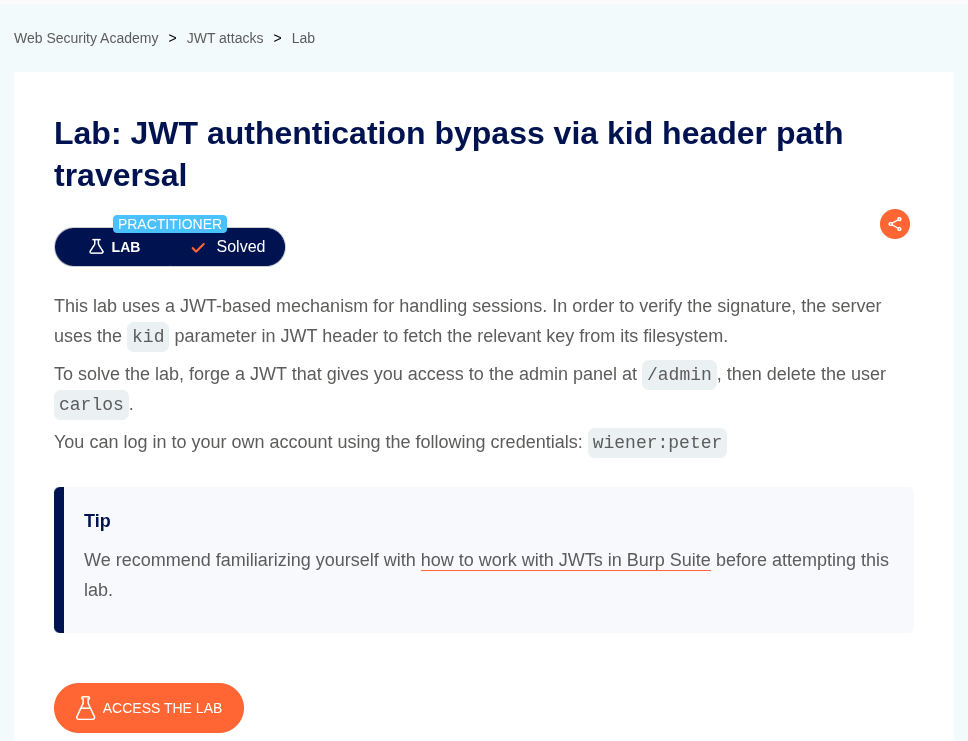 Web Security Academy > JWT attacks > Lab
Lab: JWT authentication bypass via kid header path
traversal
PRACTITIONER
LAB Solved
This lab uses a JWT-based mechanism for handling sessions. In order to verify the signature, the server
uses the kid parameter in JWT header to fetch the relevant key from its filesystem.
To solve the lab, forge a JWT that gives you access to the admin panel at /admin, then delete the user
carlos.
You can log in to your own account using the following credentials: wiener:peter
Tip
We recommend familiarizing yourself with how to work with JWTs in Burp Suite before attempting this
lab.
ACCESS THE LAB